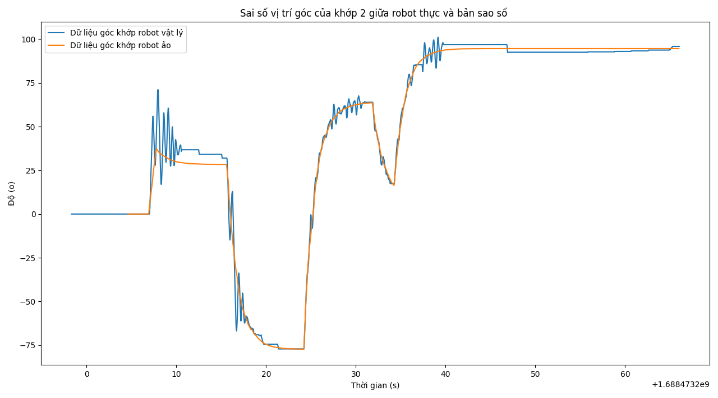 Sai số vị trí góc của khớp 2 giữa robot thực và bản sao số
Dữ liệu góc khớp robot vật lý
Dữ liệu góc khớp robot ảo
100
75
50
25
0
−25
−50
−75
Độ (o)
0
10
20
30
40
50
60
Thời gian (s)
+1.6884732e9